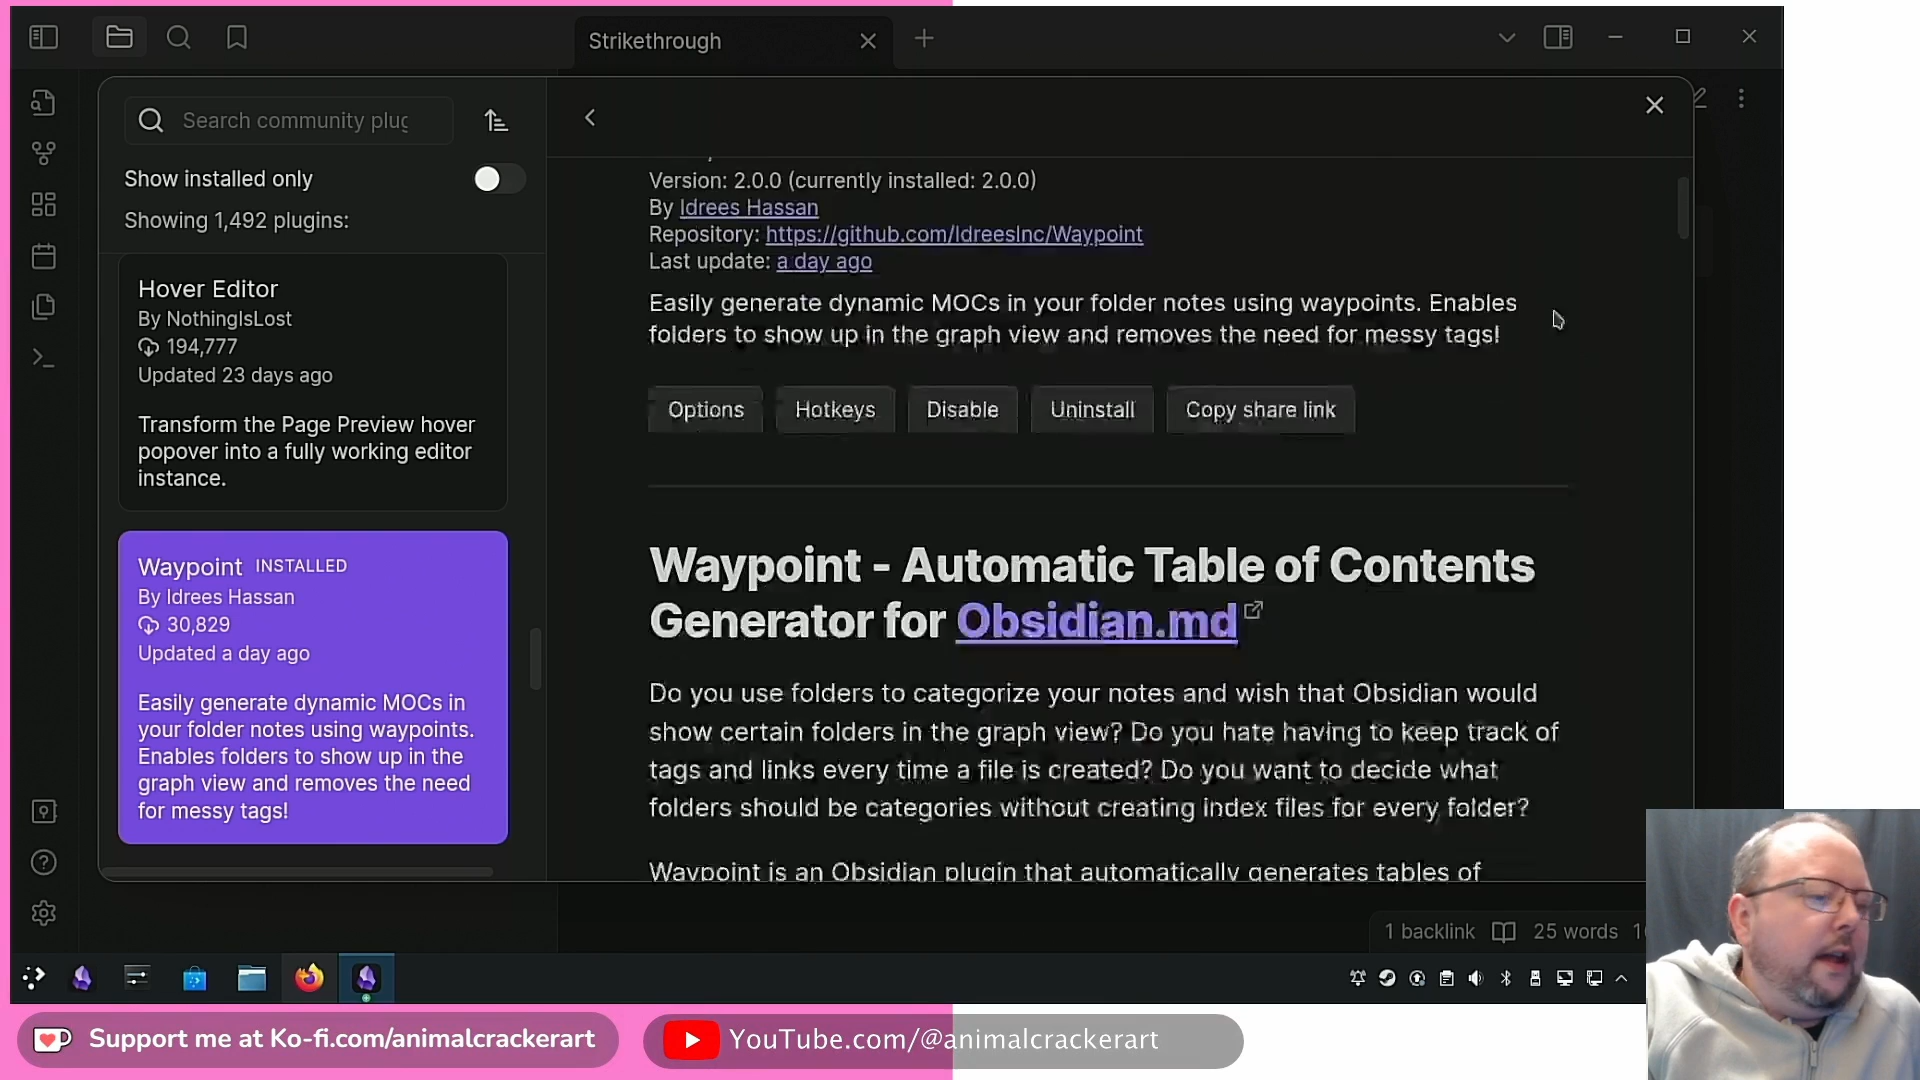 Strikethrough
Search community plug
Show installed only
Showing 1,492 plugins:
Hover Editor
By NothingIsLost
194,777
Updated 23 days ago
Transform the Page Preview hover
popover into a fully working editor
instance.
Waypoint INSTALLED
By Idrees Hassan
30,829
Updated a day ago
Easily generate dynamic MOCs in
your folder notes using waypoints.
Enables folders to show up in the
graph view and removes the need
for messy tags!
Version: 2.0.0 (currently installed: 2.0.0)
By Idrees Hassan
Repository: https://github.com/IdreesInc/Waypoint
Last update: a day ago
Easily generate dynamic MOCs in your folder notes using waypoints. Enables
folders to show up in the graph view and removes the need for messy tags!
Options Hotkeys Disable Uninstall Copy share link
Waypoint - Automatic Table of Contents
Generator for Obsidian.md
Do you use folders to categorize your notes and wish that Obsidian would
show certain folders in the graph view? Do you hate having to keep track of
tags and links every time a file is created? Do you want to decide what
folders should be categories without creating index files for every folder?
Waypoint is an Obsidian plugin that automatically generates tables of
1 backlink 25 words
Support me at Ko-fi.com/animalcrackerart
YouTube.com/@animalcrackerart